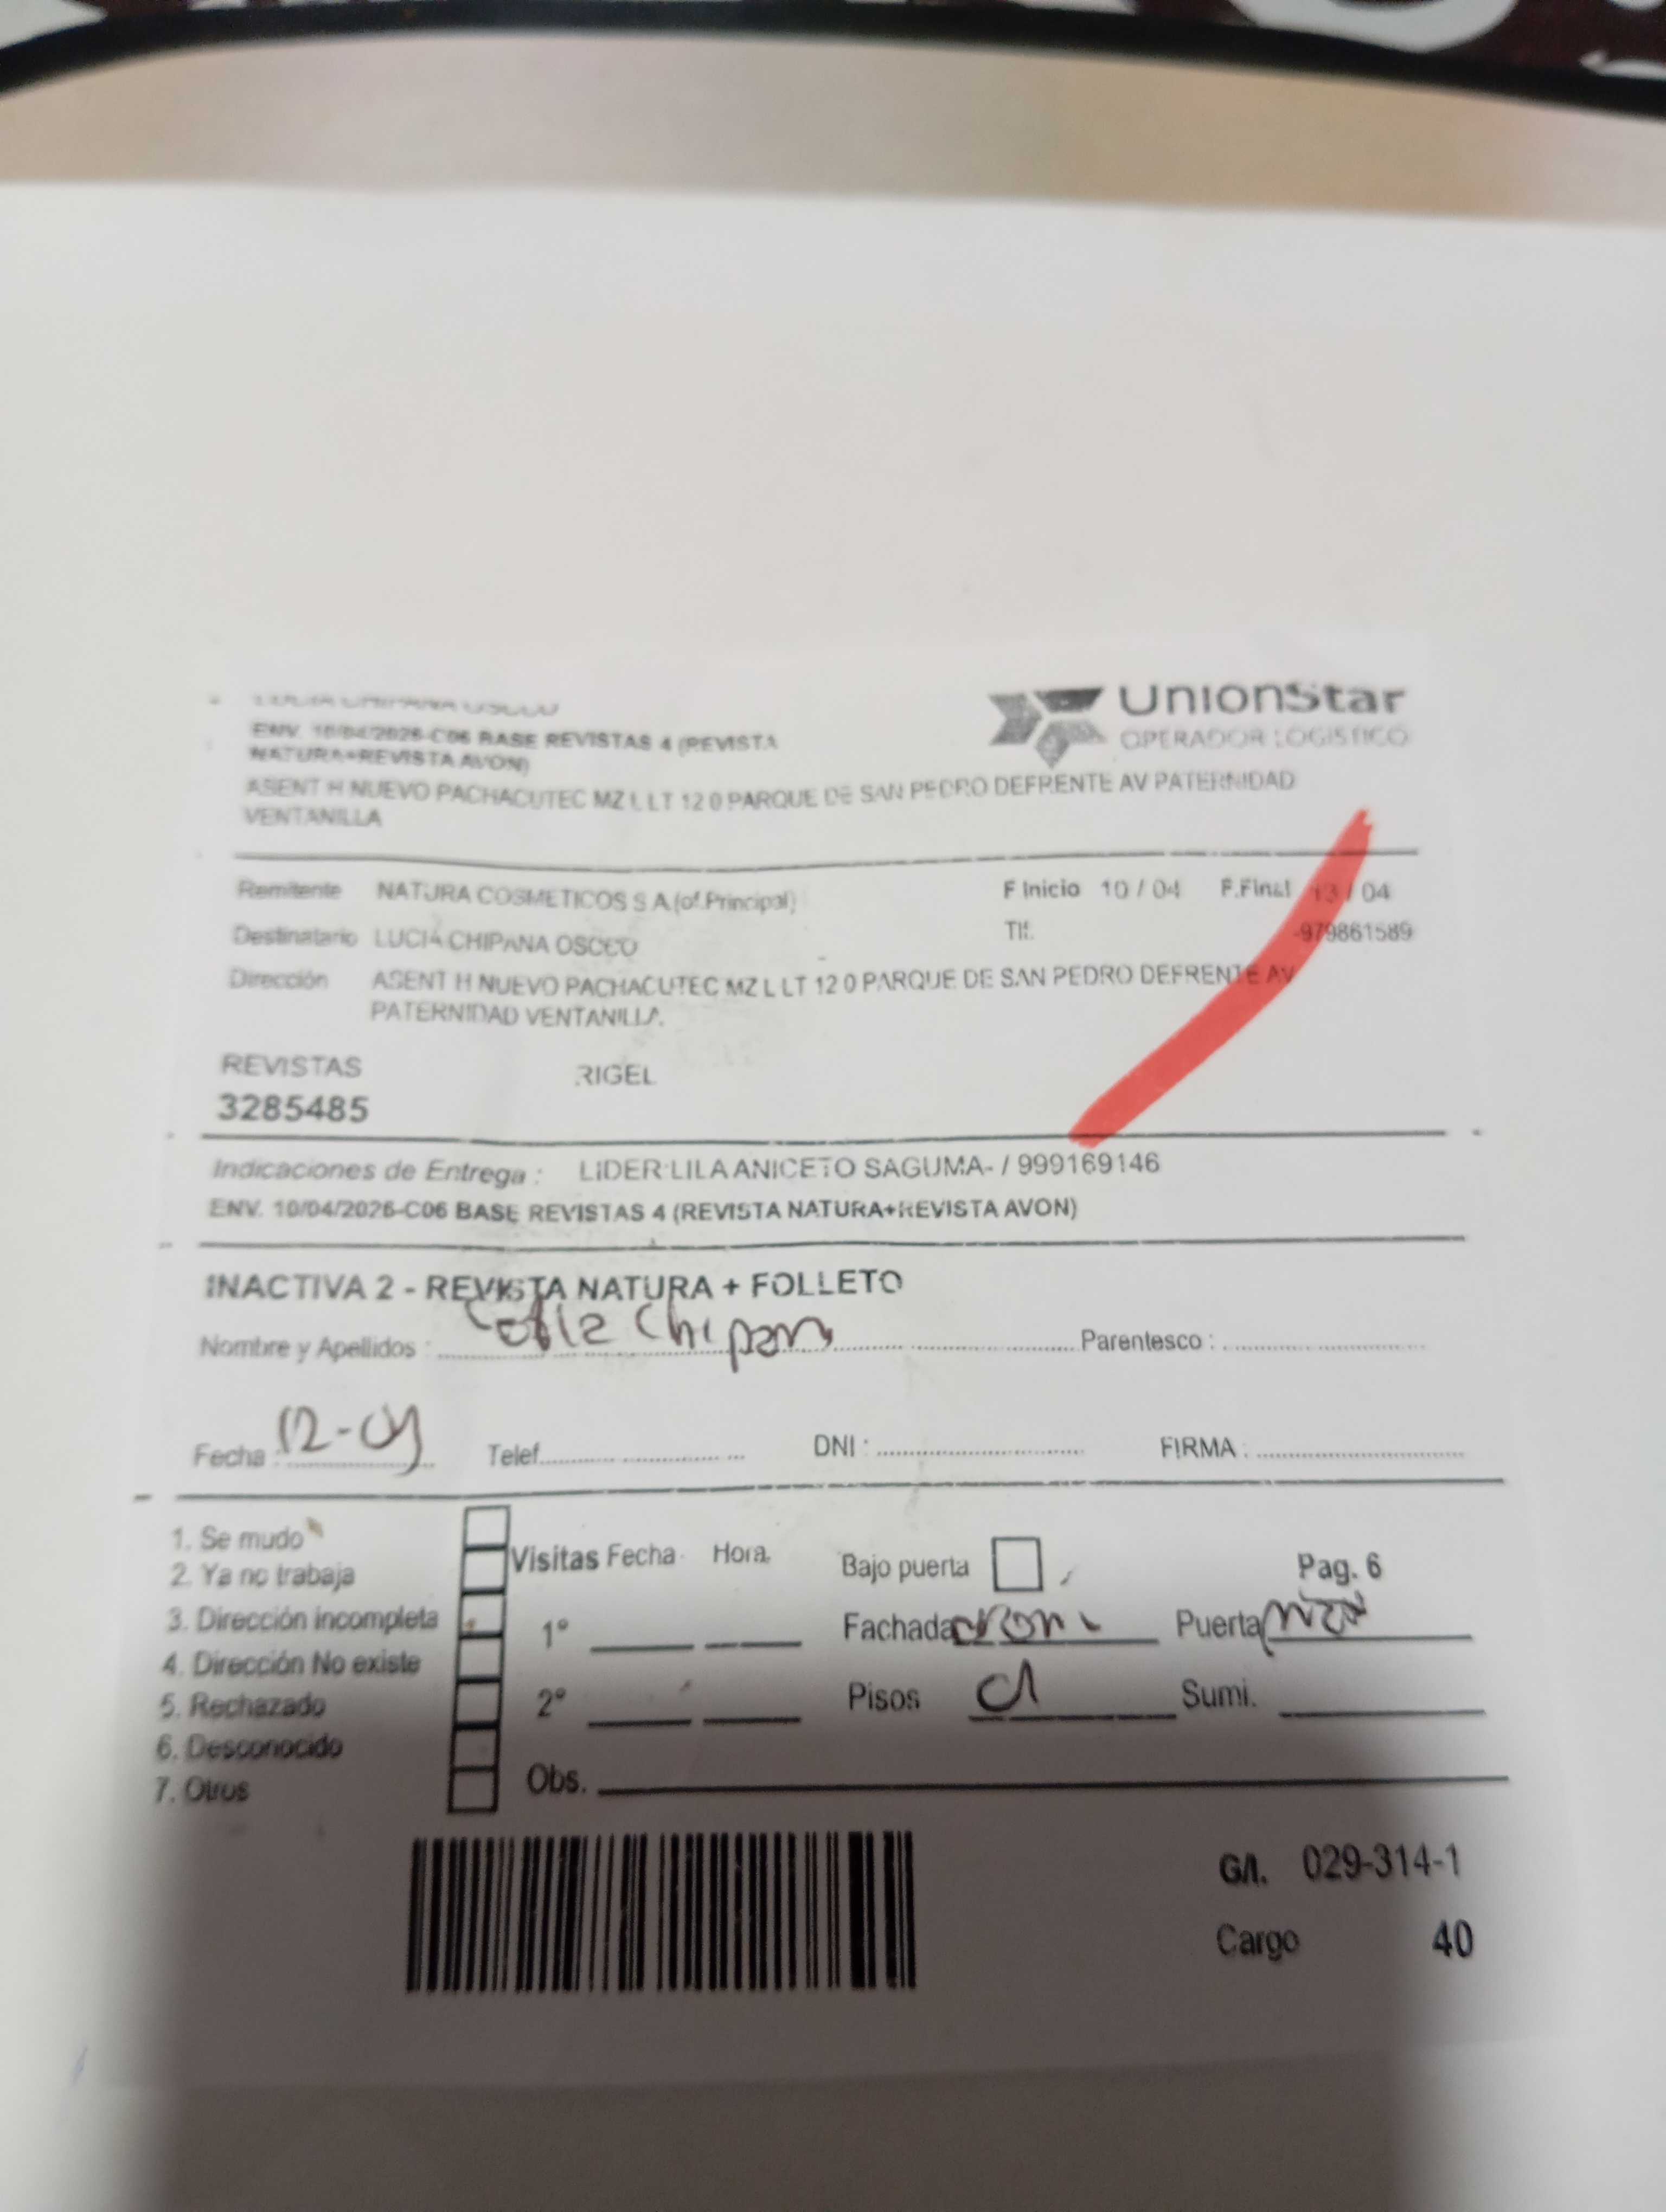 LUCIA CHIPANA OSCCO
UnionStar
OPERADOR LOGISTICO
ENV. 10/04/2026-C06 BASE REVISTAS 4 (REVISTA
NATURA+REVISTA AVON)
ASENT H NUEVO PACHACUTEC MZ L LT 12 0 PARQUE DE SAN PEDRO DEFRENTE AV PATERNIDAD
VENTANILLA
Remitente NATURA COSMETICOS S A (of.Principal) F Inicio 10 / 04 F.Final 13 / 04
Destinatario LUCIA CHIPANA OSCCO Tlf. -979861589
Dirección ASENT H NUEVO PACHACUTEC MZ L LT 12 0 PARQUE DE SAN PEDRO DEFRENTE AV
PATERNIDAD VENTANILLA
REVISTAS RIGEL
3285485
Indicaciones de Entrega : LIDER:LILA ANICETO SAGUMA- / 999169146
ENV. 10/04/2026-C06 BASE REVISTAS 4 (REVISTA NATURA+REVISTA AVON)
INACTIVA 2 - REVISTA NATURA + FOLLETO
Nombre y Apellidos : Chipana Parentesco :
Fecha : 12-04 Telef. DNI : FIRMA :
1. Se mudo
2. Ya no trabaja
3. Dirección incompleta
4. Dirección No existe
5. Rechazado
6. Desconocido
7. Otros
Visitas Fecha Hora
1°
2°
Obs.
Bajo puerta Pag. 6
Fachada Puerta
Pisos Sumi.
G/I. 029-314-1
Cargo 40